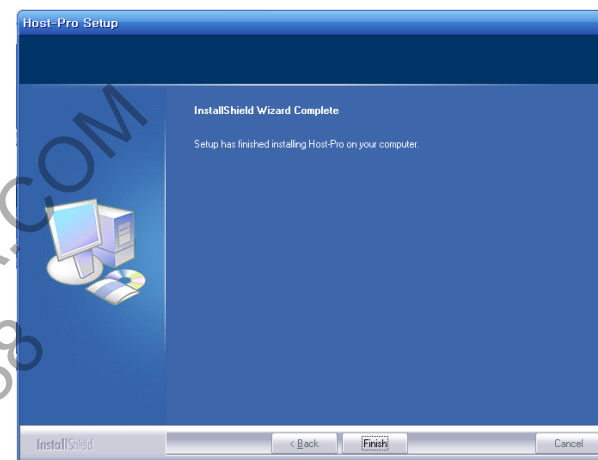 Host-Pro Setup
InstallShield Wizard Complete
Setup has finished installing Host-Pro on your computer.
.COM
InstallShield
< Back
Finish
Cancel